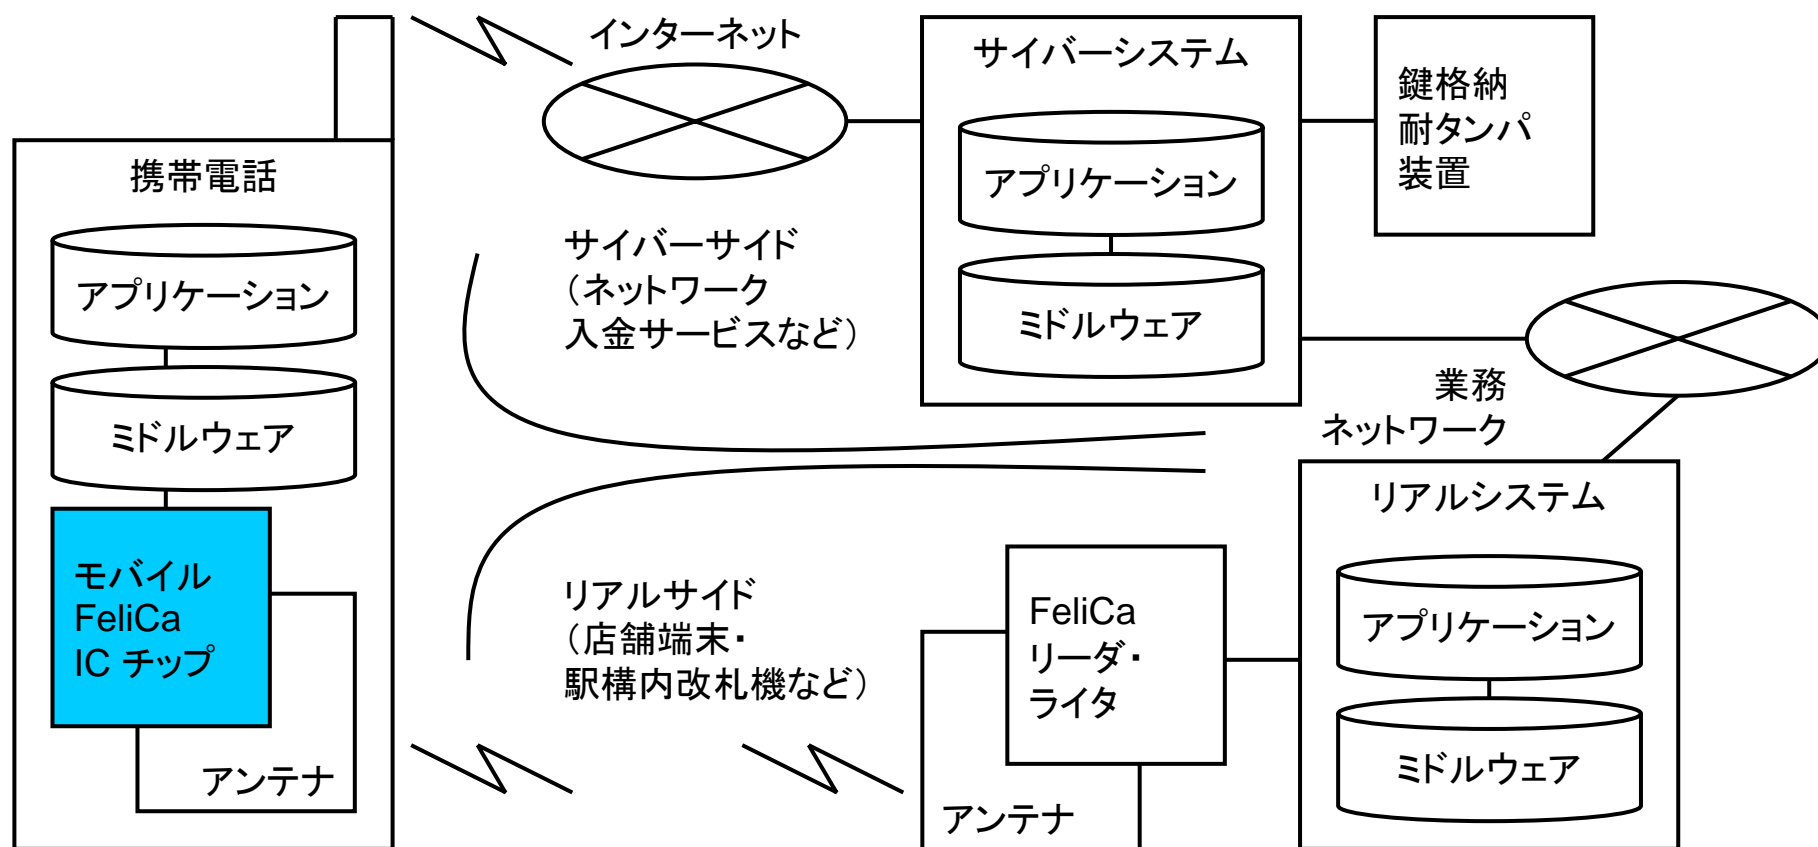 インターネット
サイバーシステム
鍵格納
耐タンパ
装置
アプリケーション
ミドルウェア
携帯電話
アプリケーション
ミドルウェア
モバイル
FeliCa
IC チップ
アンテナ
サイバーサイド
（ネットワーク
入金サービスなど）
業務
ネットワーク
リアルサイド
（店舗端末・
駅構内改札機など）
FeliCa
リーダ・
ライタ
アンテナ
リアルシステム
アプリケーション
ミドルウェア